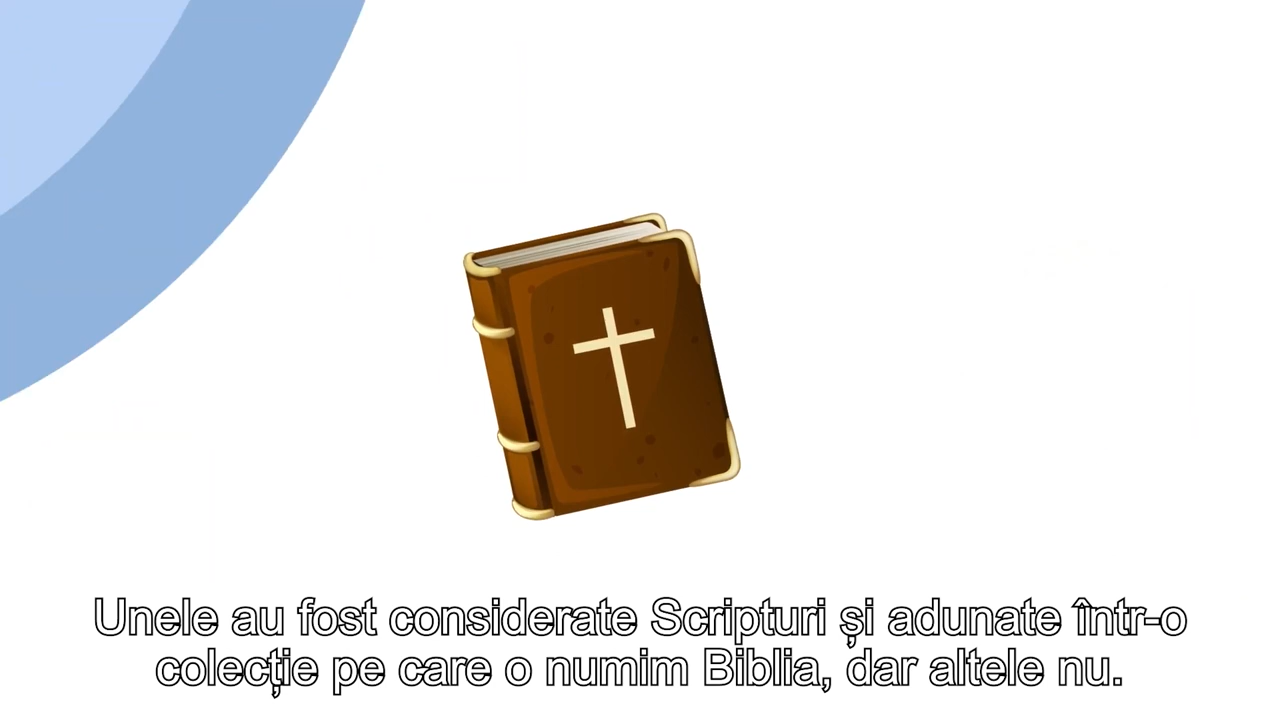 Unele au fost considerate Scripturi și adunate într-o
colecție pe care o numim Biblia, dar altele nu.